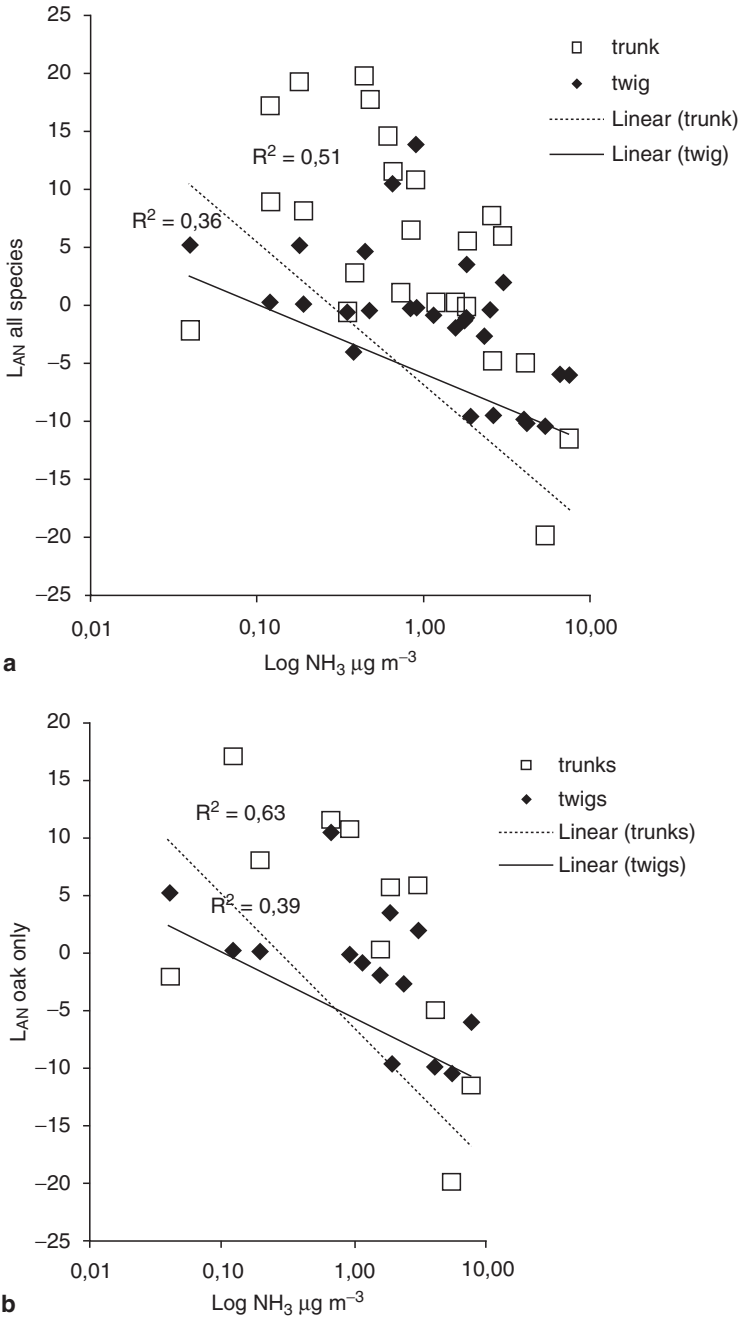 25
20
15
10
5
0
−5
−10
−15
−20
−25
L_AN all species
0,01
0,10
1,00
10,00
Log NH₃ μg m⁻³
R² = 0,51
R² = 0,36
trunk
twig
Linear (trunk)
Linear (twig)
a
20
15
10
5
0
−5
−10
−15
−20
−25
L_AN oak only
0,01
0,10
1,00
10,00
Log NH₃ μg m⁻³
R² = 0,63
R² = 0,39
trunks
twigs
Linear (trunks)
Linear (twigs)
b